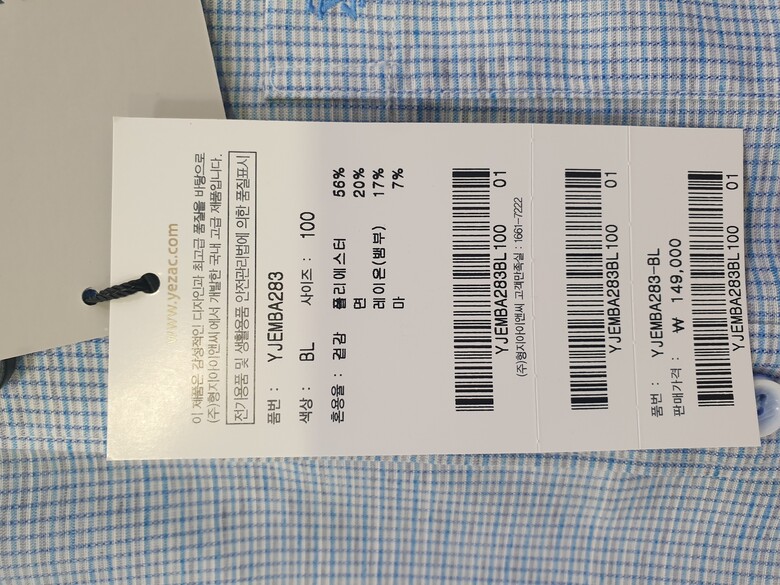 www.yezac.com
이 제품은 감성적인 디자인과 최고급 품질을 바탕으로
(주)형지아이앤씨에서 개발한 국내 고급 제품입니다.
전기용품 및 생활용품 안전관리법에 의한 품질표시
품번 : YJEMBA283
색상 : BL 사이즈 : 100
혼용율 : 겉감 폴리에스터 56%
면 20%
레이온(뱀부) 17%
마 7%
YJEMBA283BL100 01
(주)형지아이앤씨 고객만족실 : 1661-7222
YJEMBA283BL100 01
품번 : YJEMBA283-BL
판매가격 : ₩ 149,000
YJEMBA283BL100 01